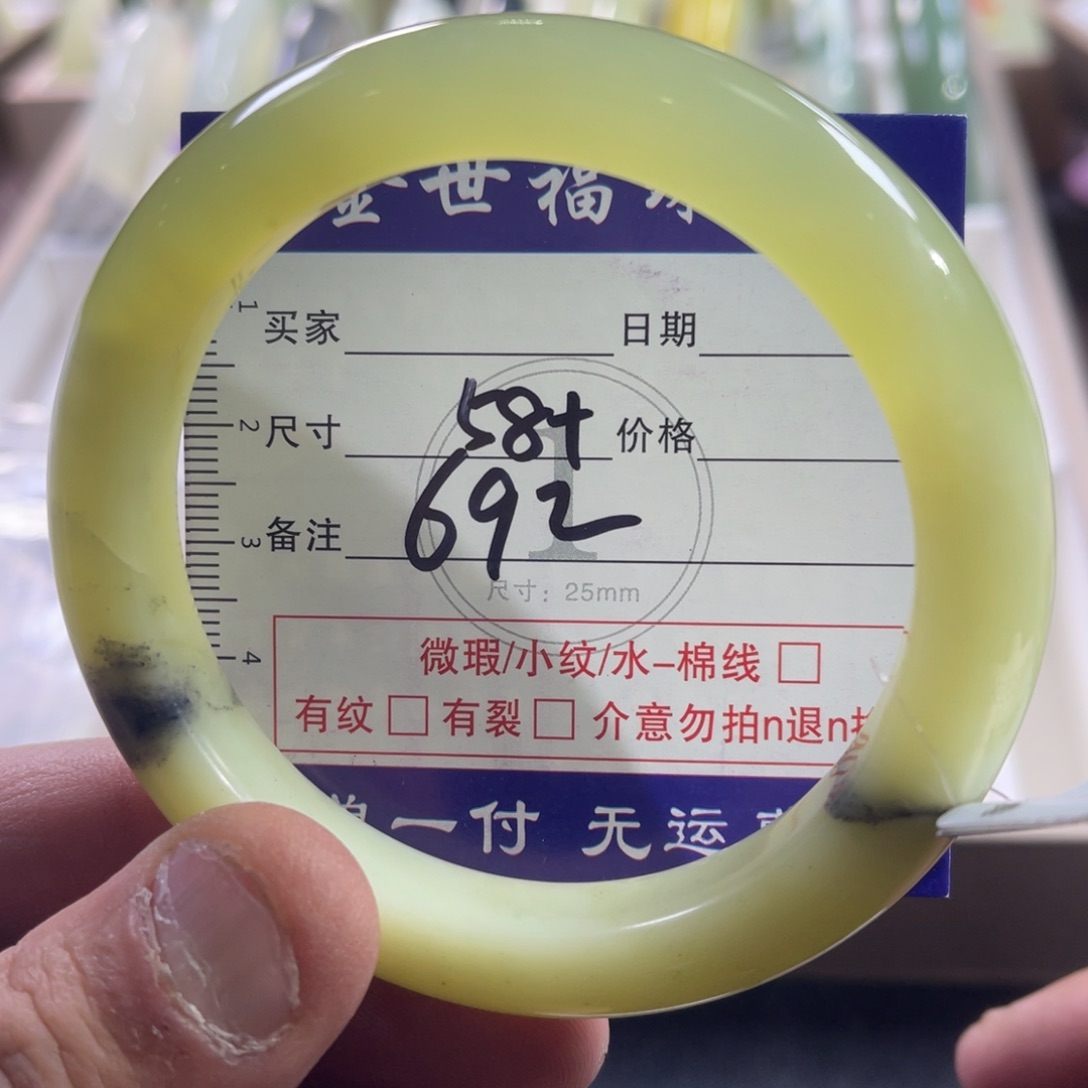 金世福
1
买家 日期
2 尺寸 58+ 价格
692
3 备注
尺寸：25mm
4
微瑕/小纹/水-棉线 □
有纹 □ 有裂 □ 介意勿拍n退n
一付 无运